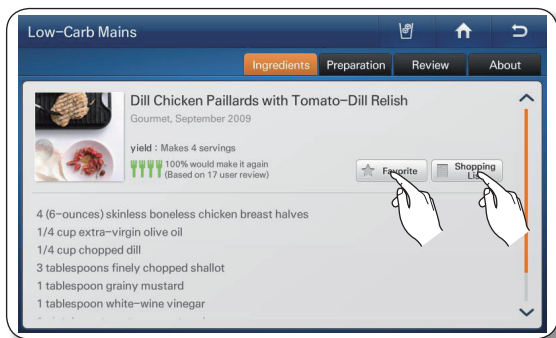 Low-Carb Mains
Ingredients Preparation Review About
Dill Chicken Paillards with Tomato-Dill Relish
Gourmet, September 2009
yield : Makes 4 servings
100% would make it again
(Based on 17 user review)
Favorite
Shopping
List
4 (6-ounces) skinless boneless chicken breast halves
1/4 cup extra-virgin olive oil
1/4 cup chopped dill
3 tablespoons finely chopped shallot
1 tablespoon grainy mustard
1 tablespoon white-wine vinegar